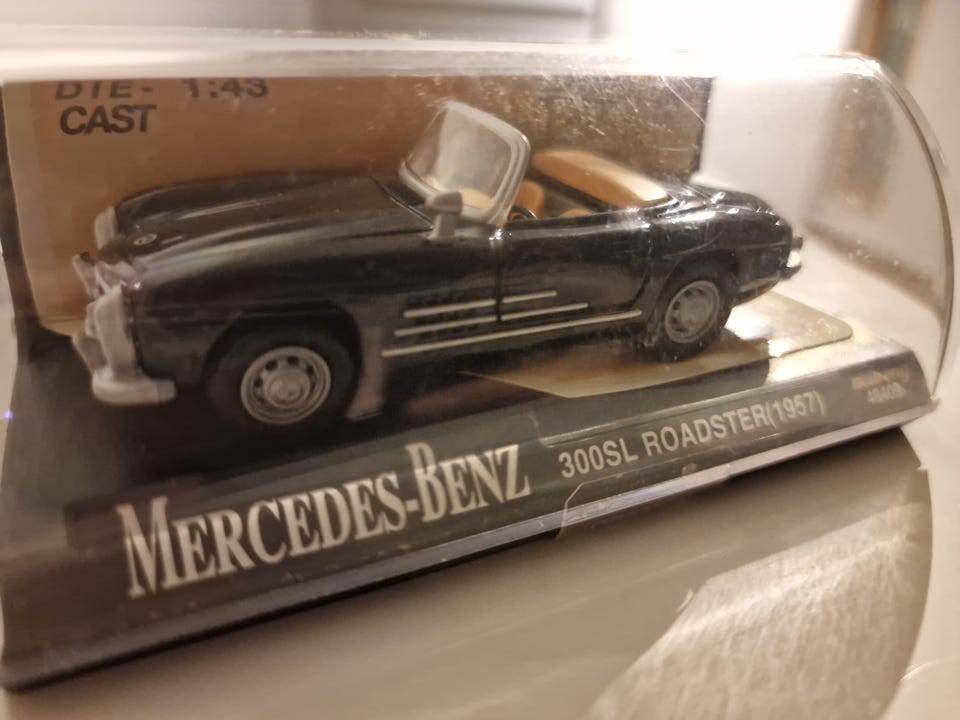 DIE- 1:43
CAST
MERCEDES-BENZ 300SL ROADSTER(1957)